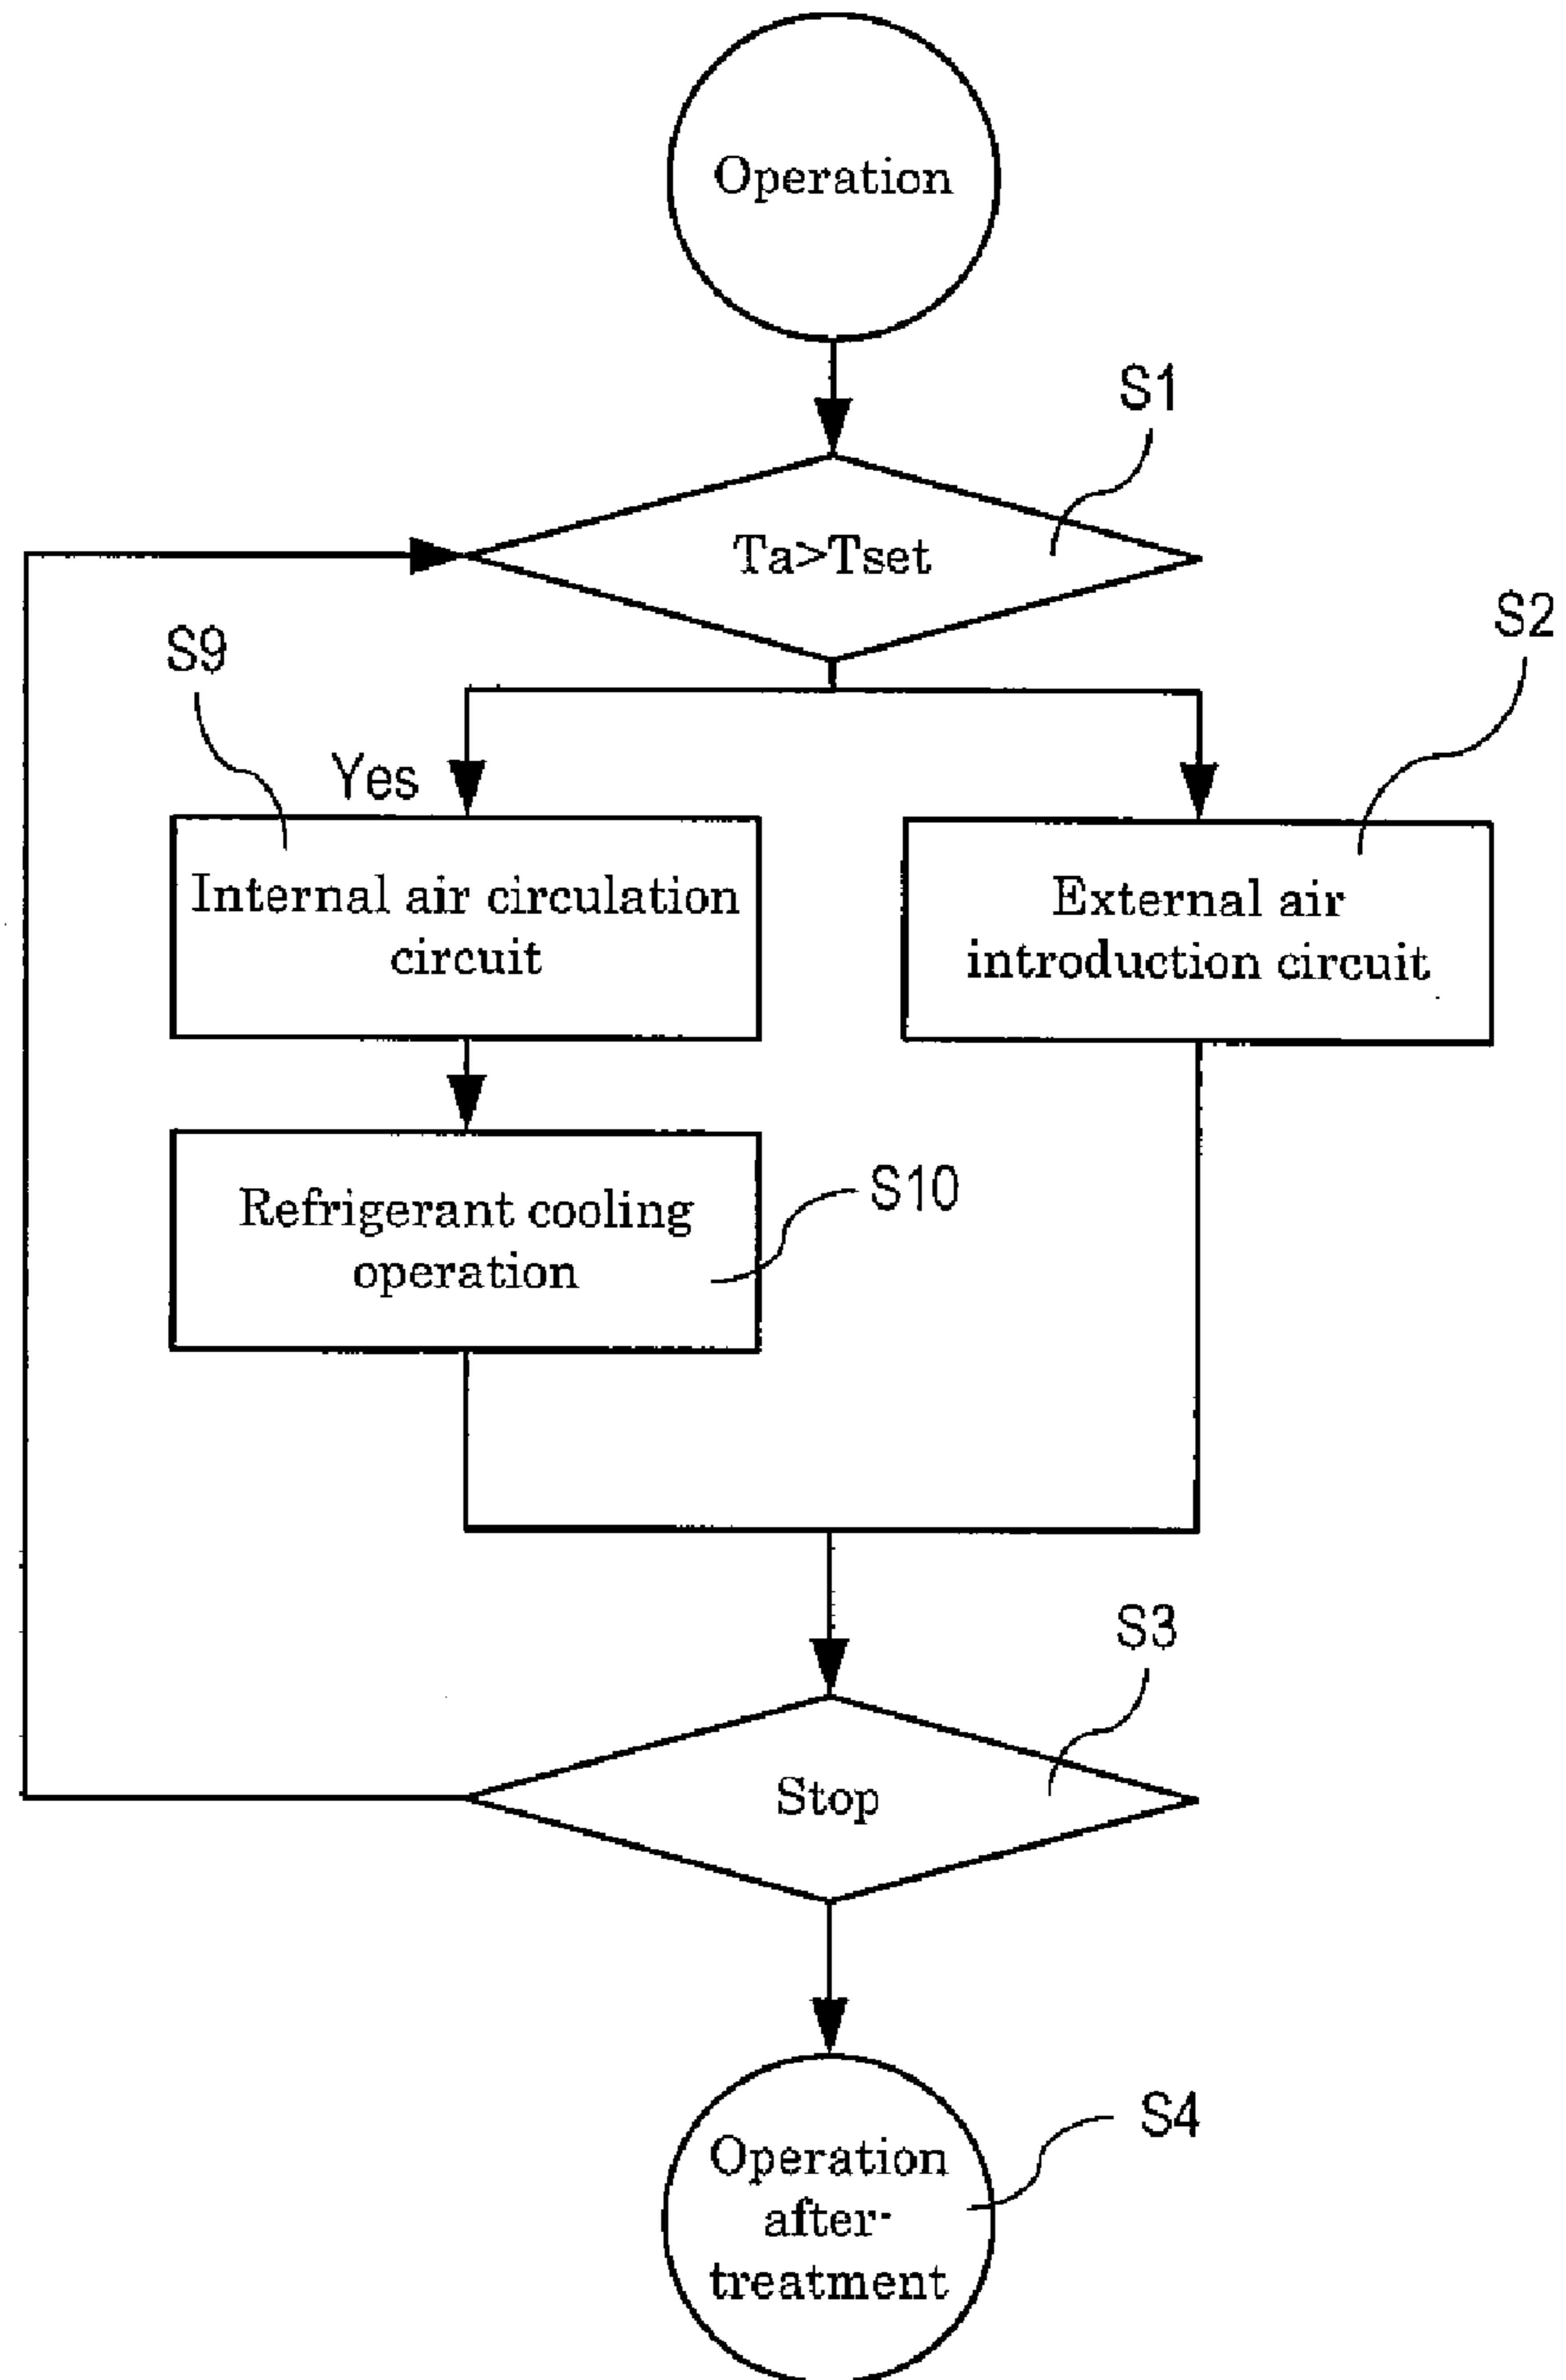 Operation
S1
Ta>Tset
S2
S9
Yes
Internal air circulation
circuit
External air
introduction circuit
Refrigerant cooling
operation
S10
S3
Stop
S4
Operation
after-
treatment